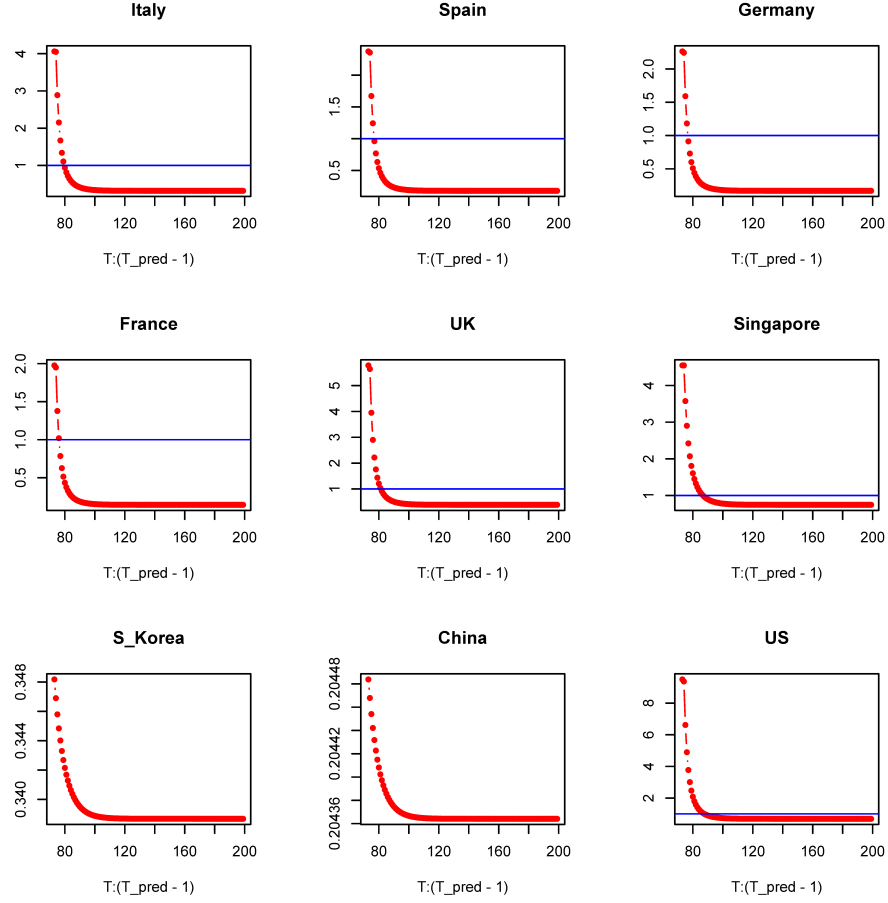 Italy
4
3
2
1
80 120 160 200
T:(T_pred - 1)
Spain
1.5
0.5
80 120 160 200
T:(T_pred - 1)
Germany
2.0
1.5
1.0
0.5
80 120 160 200
T:(T_pred - 1)
France
2.0
1.5
1.0
0.5
80 120 160 200
T:(T_pred - 1)
UK
5
4
3
2
1
80 120 160 200
T:(T_pred - 1)
Singapore
4
3
2
1
80 120 160 200
T:(T_pred - 1)
S_Korea
0.348
0.344
0.340
80 120 160 200
T:(T_pred - 1)
China
0.20448
0.20442
0.20436
80 120 160 200
T:(T_pred - 1)
US
8
6
4
2
80 120 160 200
T:(T_pred - 1)